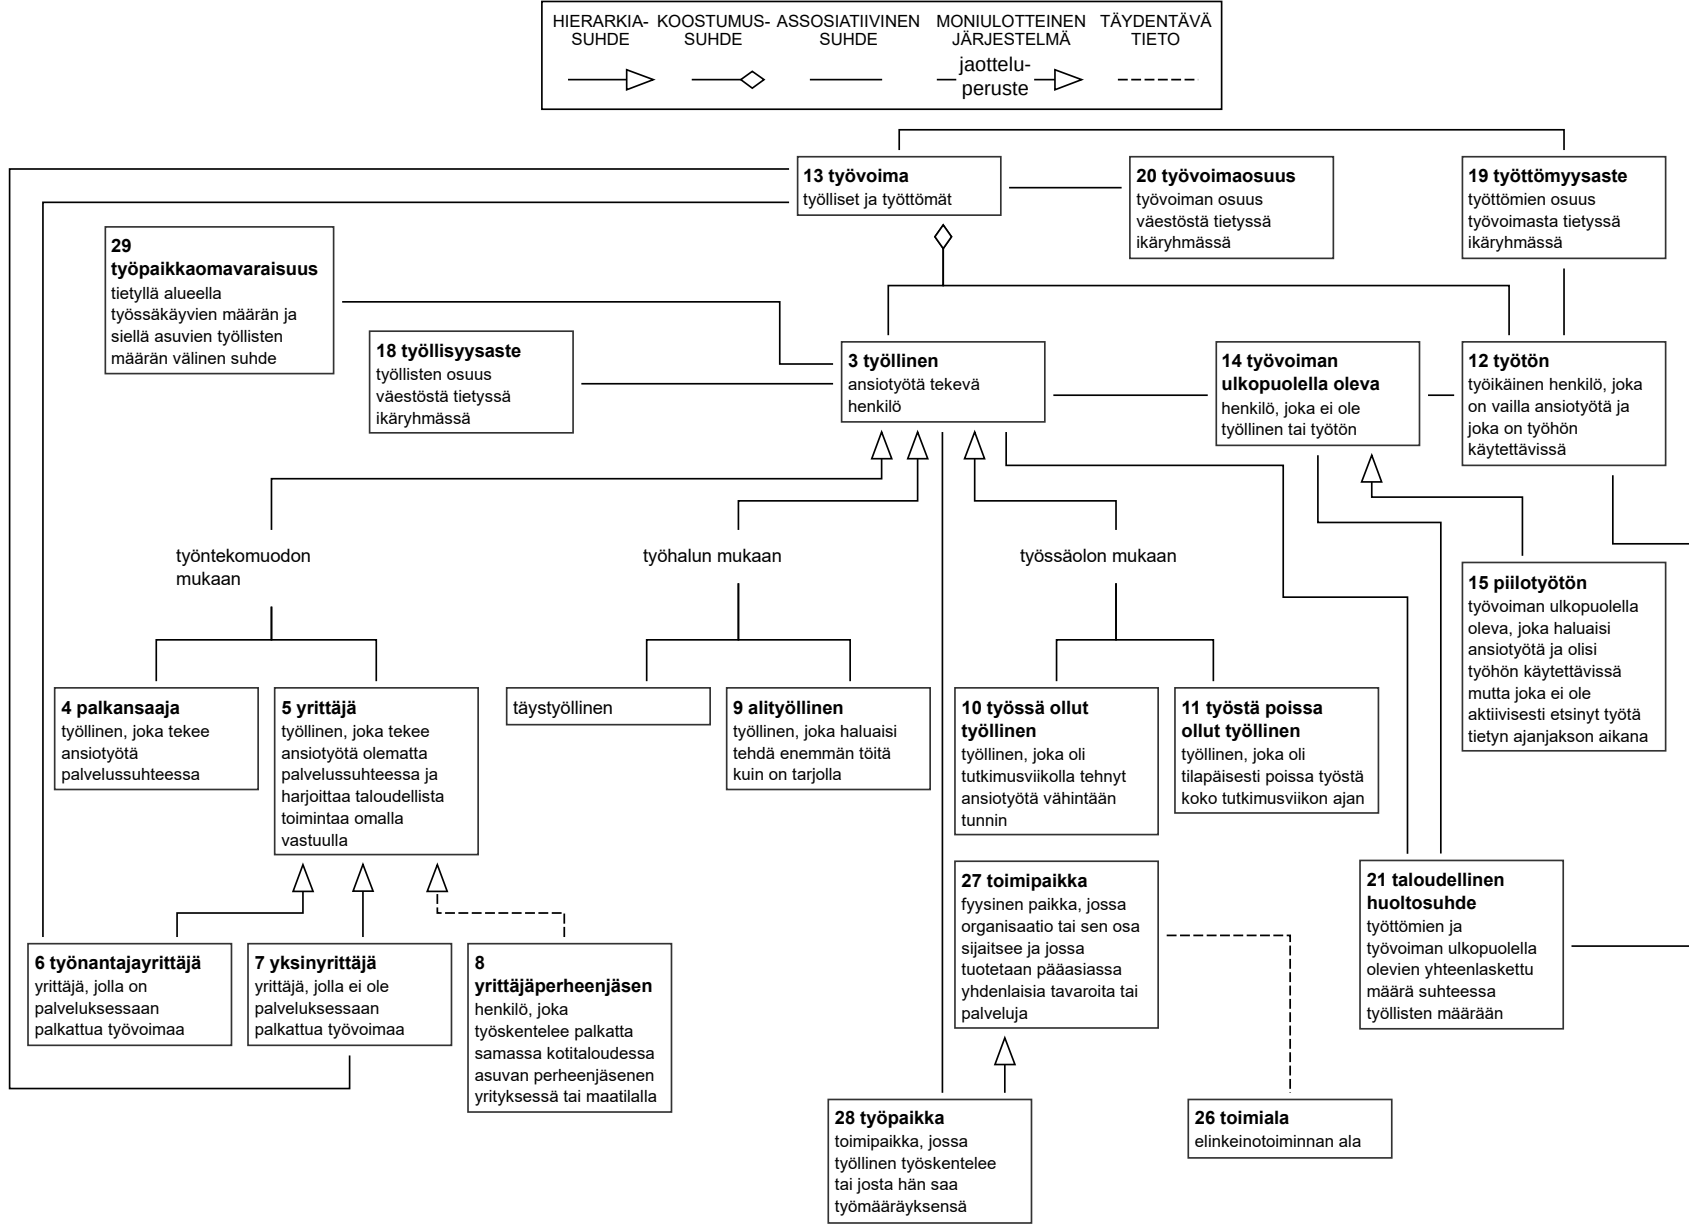 HIERARKIA-
SUHDE
KOOSTUMUS-
SUHDE
ASSOSIATIIVINEN
SUHDE
MONIULOTTEINEN
JÄRJESTELMÄ
jaottelu-
peruste
TÄYDENTÄVÄ
TIETO
13 työvoima
työlliset ja työttömät
20 työvoimaosuus
työvoiman osuus
väestöstä tietyssä
ikäryhmässä
19 työttömyysaste
työttömien osuus
työvoimasta tietyssä
ikäryhmässä
29
työpaikkaomavaraisuus
tietyllä alueella
työssäkäyvien määrän ja
siellä asuvien työllisten
määrän välinen suhde
18 työllisyysaste
työllisten osuus
väestöstä tietyssä
ikäryhmässä
3 työllinen
ansiotyötä tekevä
henkilö
14 työvoiman
ulkopuolella oleva
henkilö, joka ei ole
työllinen tai työtön
12 työtön
työikäinen henkilö, joka
on vailla ansiotyötä ja
joka on työhön
käytettävissä
työntekomuodon
mukaan
työhalun mukaan
työssäolon mukaan
15 piilotyötön
työvoiman ulkopuolella
oleva, joka haluaisi
ansiotyötä ja olisi
työhön käytettävissä
mutta joka ei ole
aktiivisesti etsinyt työtä
tietyn ajanjakson aikana
4 palkansaaja
työllinen, joka tekee
ansiotyötä
palvelussuhteessa
5 yrittäjä
työllinen, joka tekee
ansiotyötä olematta
palvelussuhteessa ja
harjoittaa taloudellista
toimintaa omalla
vastuulla
täystyöllinen
9 alityöllinen
työllinen, joka haluaisi
tehdä enemmän töitä
kuin on tarjolla
10 työssä ollut
työllinen
työllinen, joka oli
tutkimusviikolla tehnyt
ansiotyötä vähintään
tunnin
11 työstä poissa
ollut työllinen
työllinen, joka oli
tilapäisesti poissa työstä
koko tutkimusviikon ajan
27 toimipaikka
fyysinen paikka, jossa
organisaatio tai sen osa
sijaitsee ja jossa
tuotetaan pääasiassa
yhdenlaisia tavaroita tai
palveluja
21 taloudellinen
huoltosuhde
työttömien ja
työvoiman ulkopuolella
olevien yhteenlaskettu
määrä suhteessa
työllisten määrään
6 työnantajayrittäjä
yrittäjä, jolla on
palveluksessaan
palkattua työvoimaa
7 yksinyrittäjä
yrittäjä, jolla ei ole
palveluksessaan
palkattua työvoimaa
8
yrittäjäperheenjäsen
henkilö, joka
työskentelee palkatta
samassa kotitaloudessa
asuvan perheenjäsenen
yrityksessä tai maatilalla
28 työpaikka
toimipaikka, jossa
työllinen työskentelee
tai josta hän saa
työmääräyksensä
26 toimiala
elinkeinotoiminnan ala